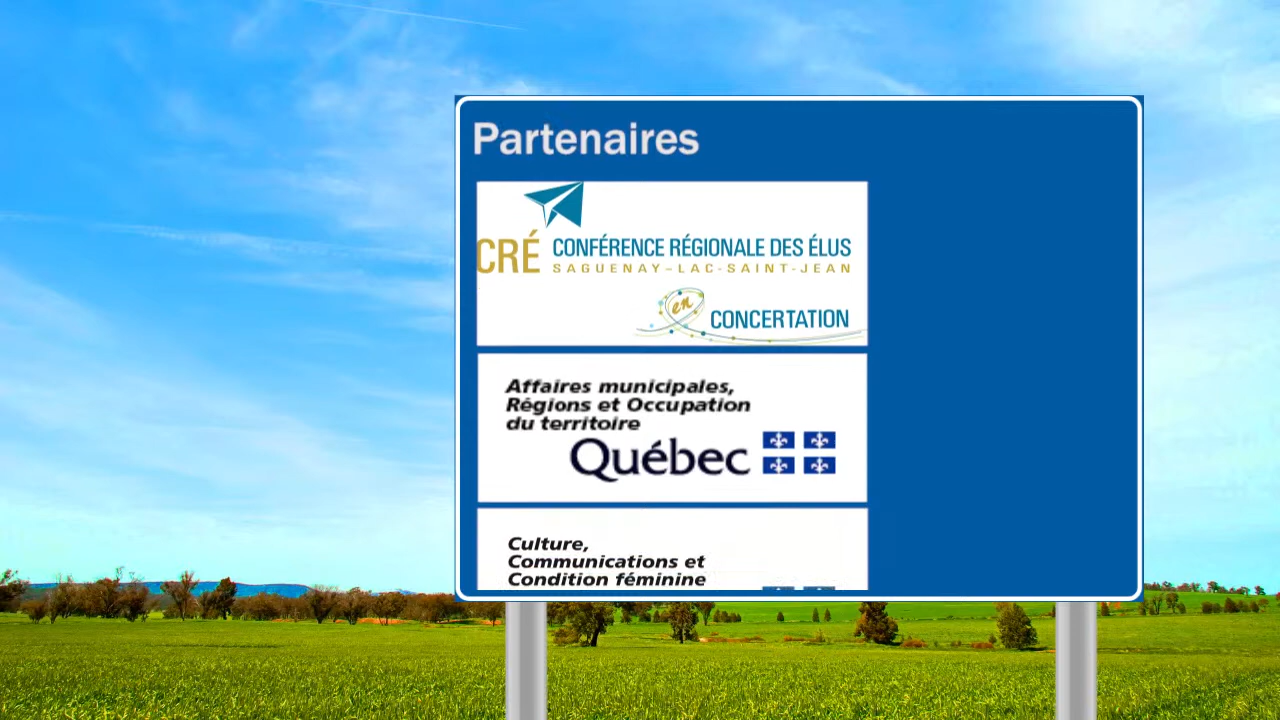 Partenaires
CRÉ CONFÉRENCE RÉGIONALE DES ÉLUS
SAGUENAY-LAC-SAINT-JEAN
en CONCERTATION
Affaires municipales,
Régions et Occupation
du territoire
Québec
Culture,
Communications et
Condition féminine